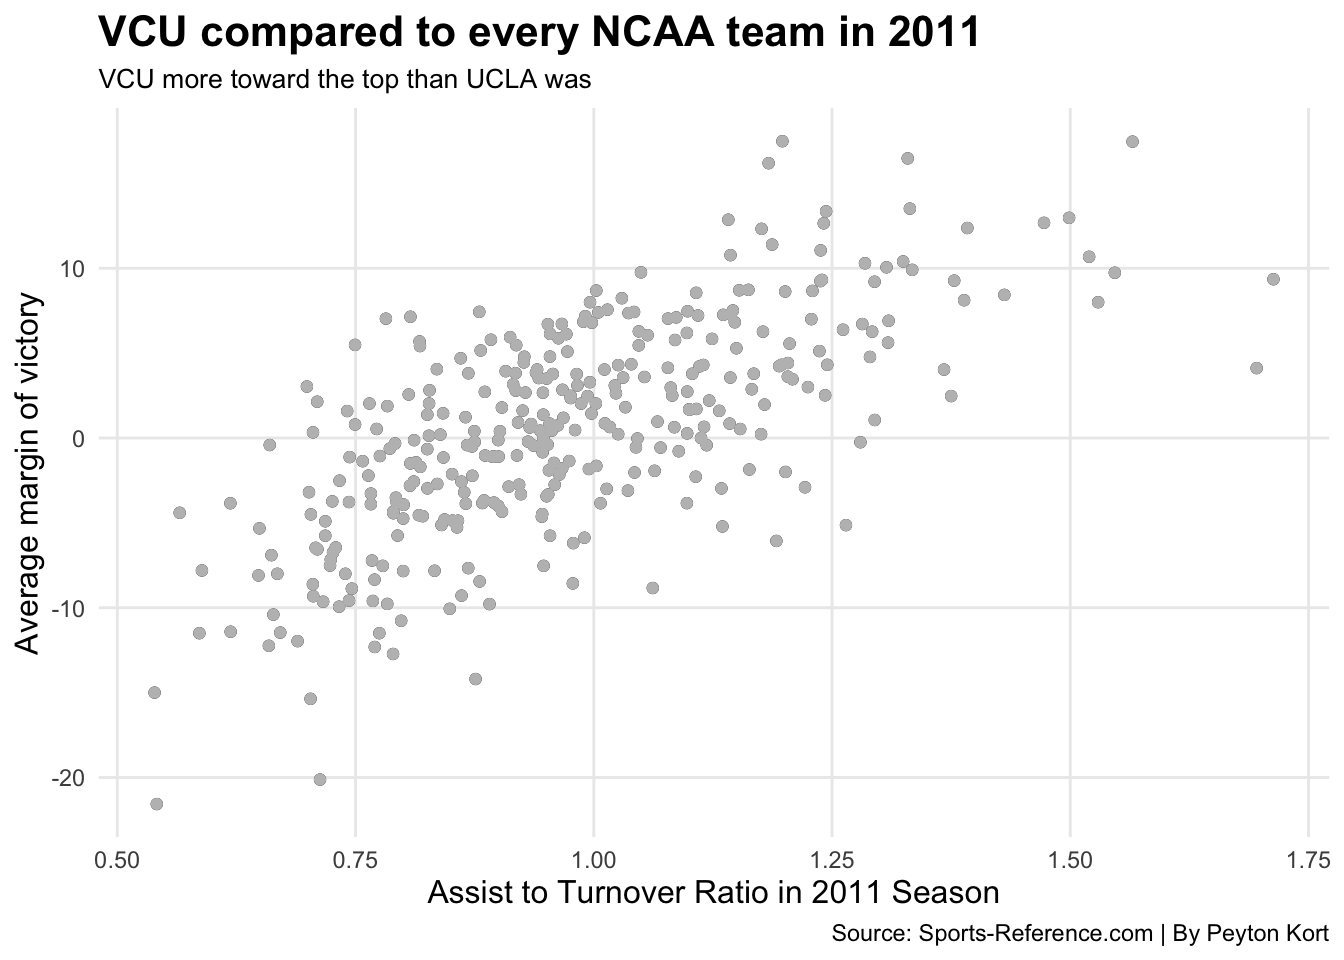 VCU compared to every NCAA team in 2011
VCU more toward the top than UCLA was
Average margin of victory
10
0
-10
-20
0.50 0.75 1.00 1.25 1.50 1.75
Assist to Turnover Ratio in 2011 Season
Source: Sports-Reference.com | By Peyton Kort